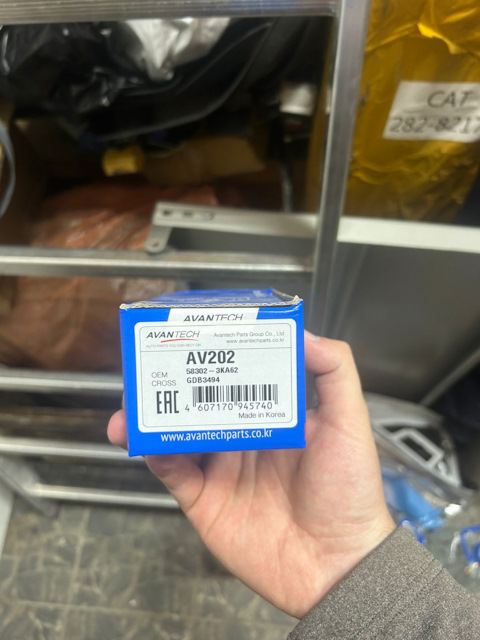 CAT
282-8217
AVANTECH
AVANTECH
Avantech Parts Group Co., Ltd
www.avantechparts.co.kr
AV202
OEM 58302-3KA62
CROSS GDB3494
EAC
4 607170 945740
Made in Korea
www.avantechparts.co.kr